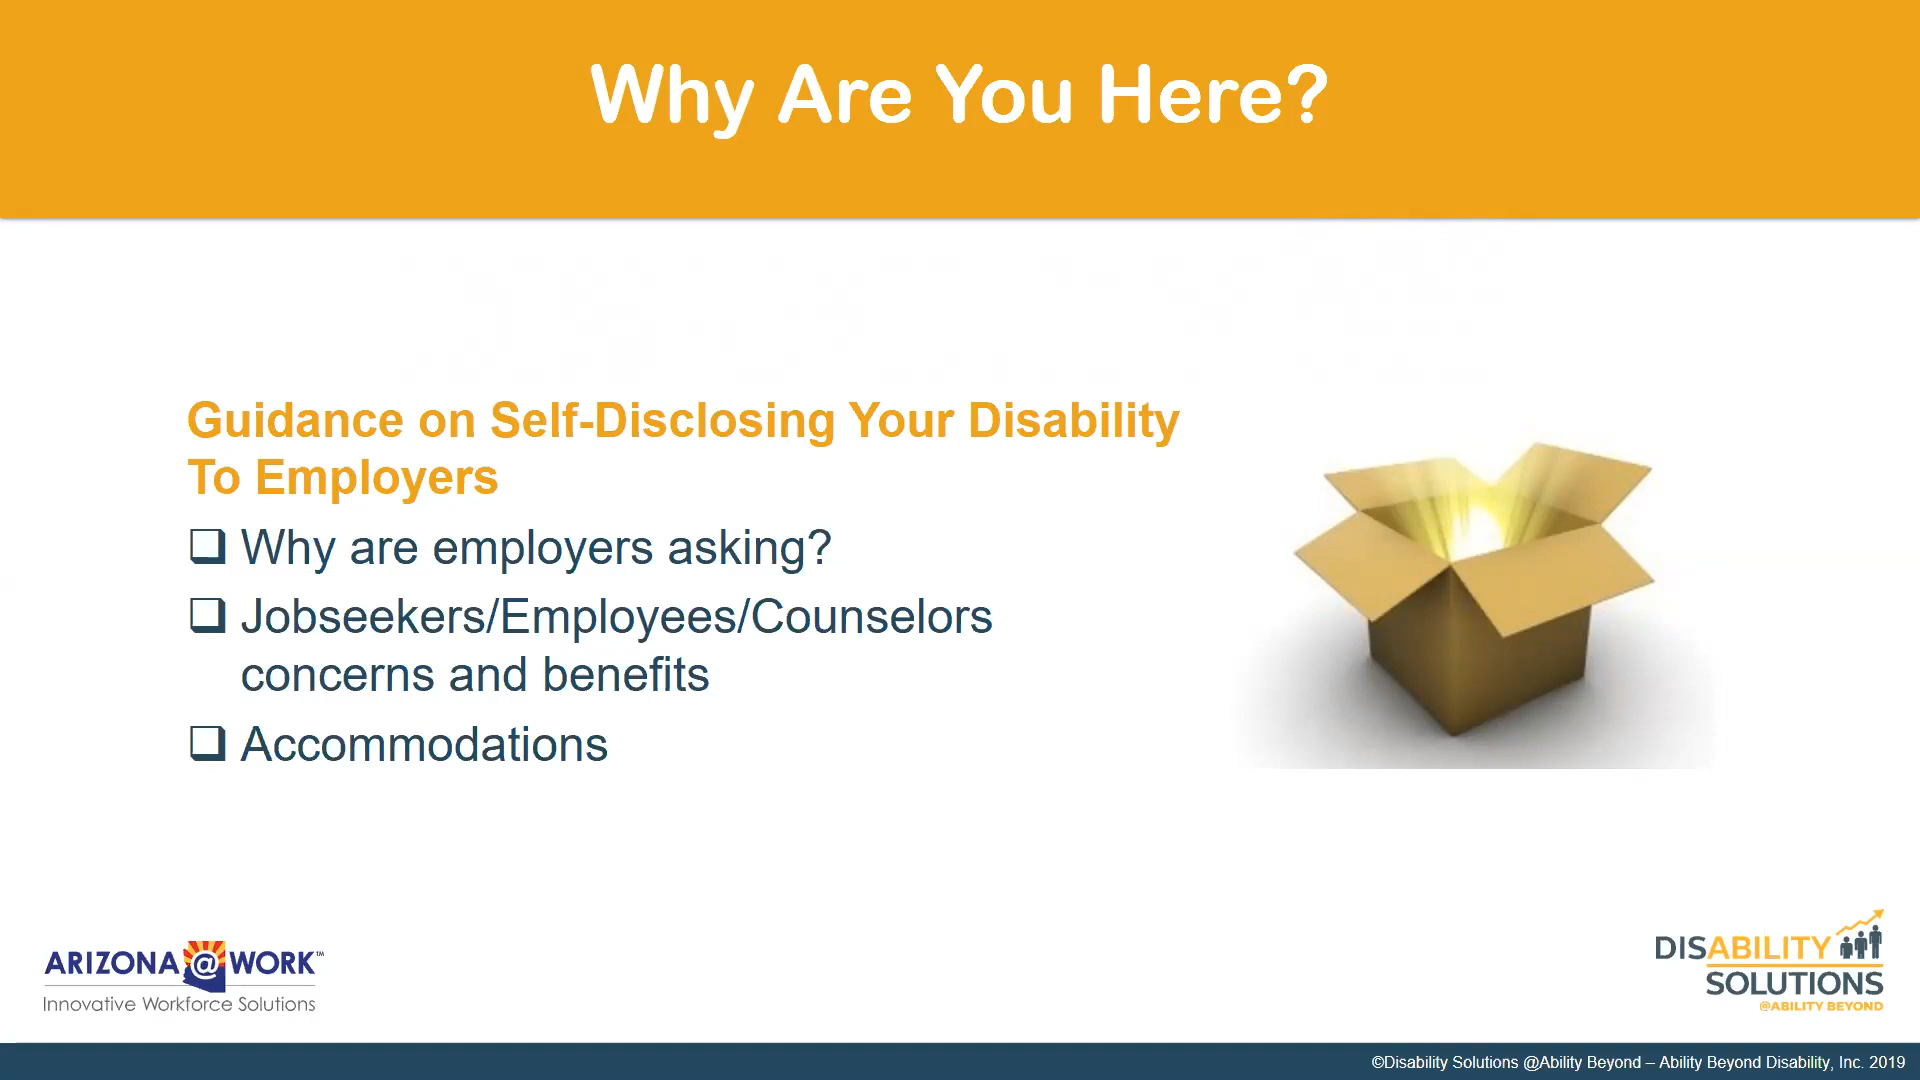 Why Are You Here?
Guidance on Self-Disclosing Your Disability
To Employers
❑ Why are employers asking?
❑ Jobseekers/Employees/Counselors
concerns and benefits
❑ Accommodations
ARIZONA@WORK™
Innovative Workforce Solutions
DISABILITY
SOLUTIONS
@ABILITY BEYOND
©Disability Solutions @Ability Beyond – Ability Beyond Disability, Inc. 2019